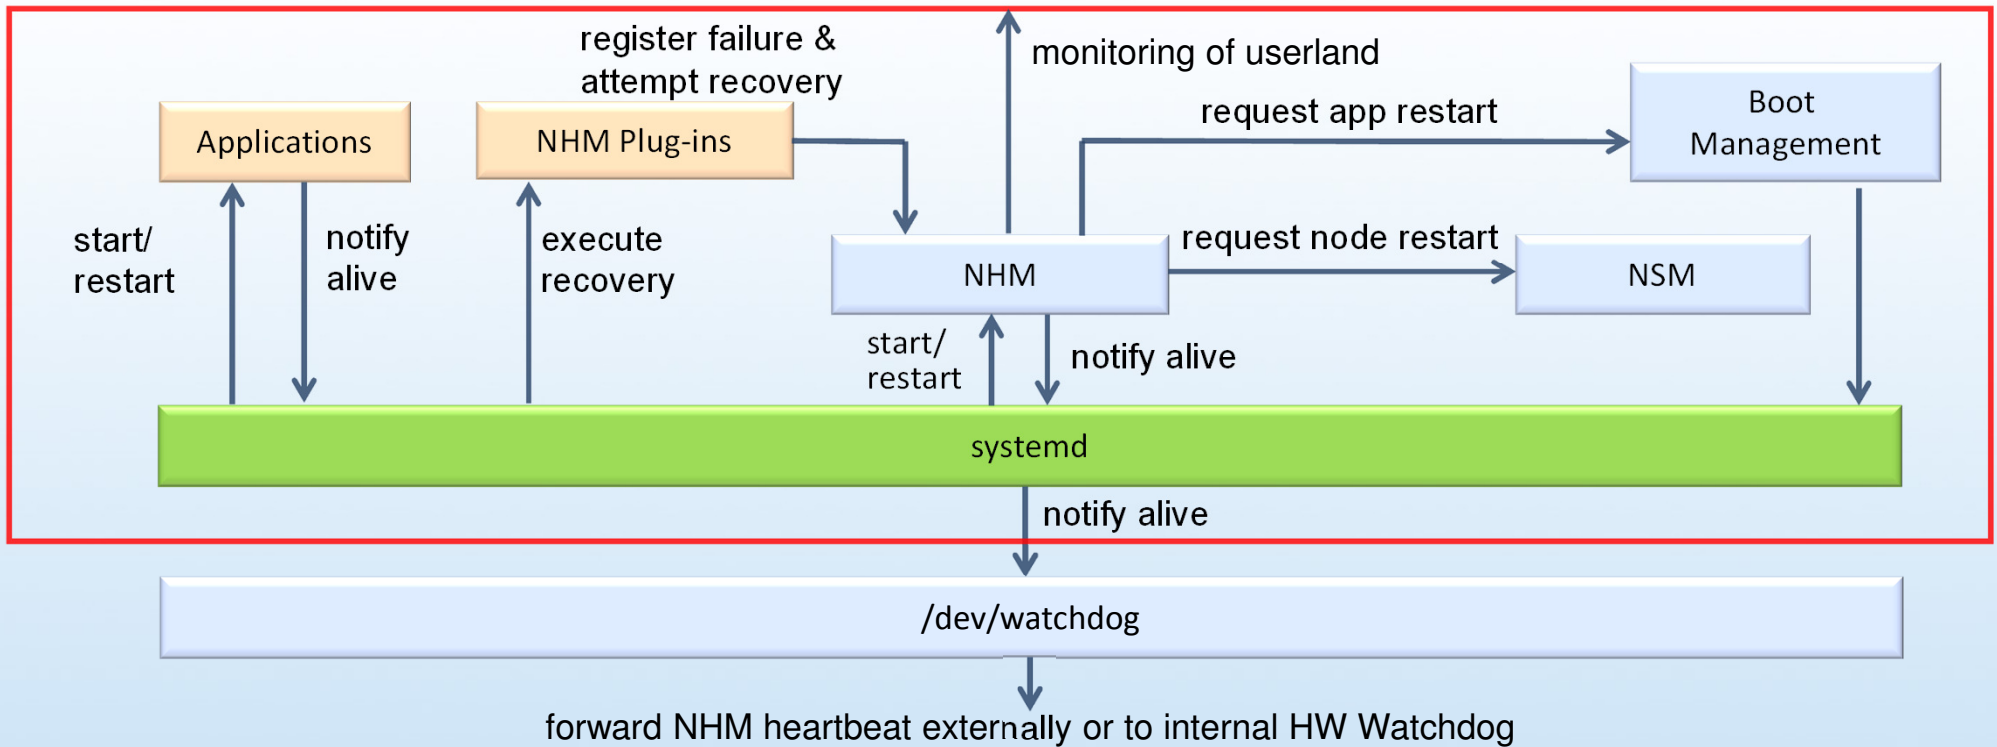 register failure &
attempt recovery
monitoring of userland
Applications
NHM Plug-ins
request app restart
Boot
Management
start/
restart
notify
alive
execute
recovery
NHM
request node restart
NSM
start/
restart
notify alive
systemd
notify alive
/dev/watchdog
forward NHM heartbeat externally or to internal HW Watchdog